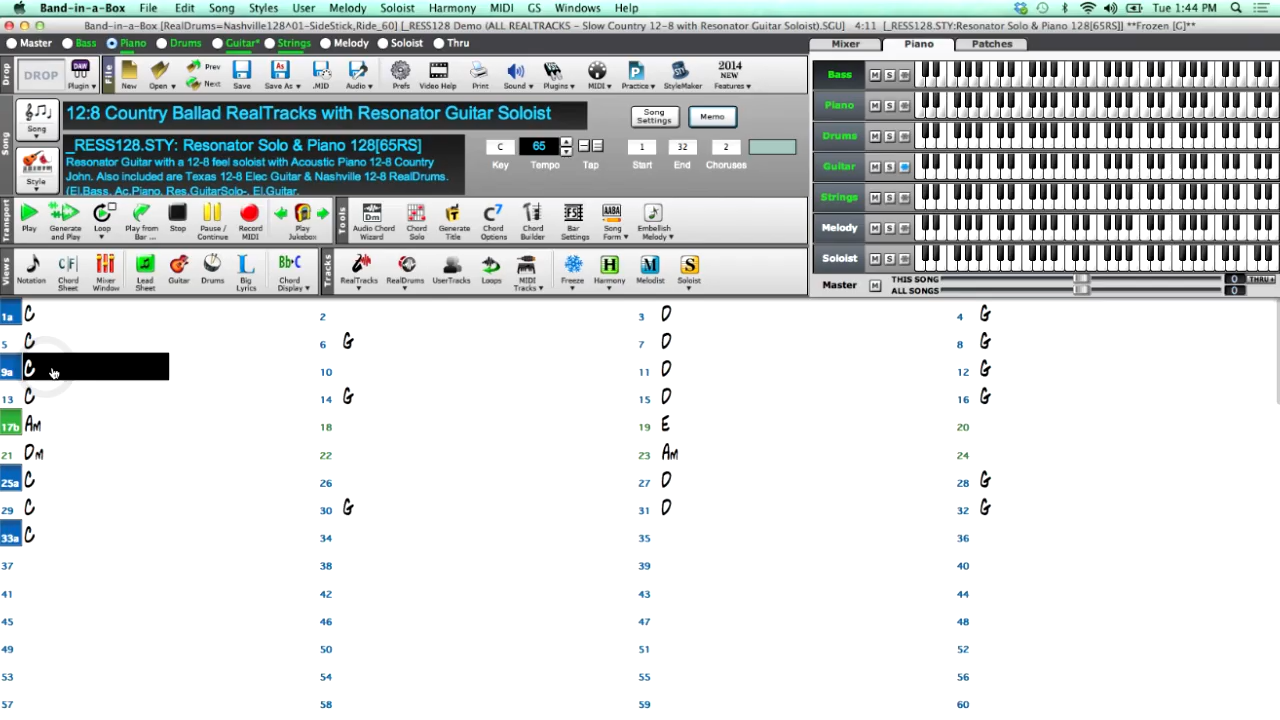 Band-in-a-Box File Edit Song Styles User Melody Soloist Harmony MIDI GS Windows Help Tue 1:44 PM
Band-in-a-Box [RealDrums=Nashville128^01-SideStick,Ride_60] [_RESS128 Demo (ALL REALTRACKS - Slow Country 12-8 with Resonator Guitar Soloist).SGU] 4:11 [_RESS128.STY:Resonator Solo & Piano 128[65RS]] **Frozen [G]**
Master Bass Piano Drums Guitar* Strings Melody Soloist Thru
Mixer Piano Patches
Drop DROP DAW Plugin File New Open Prev Next Save AS Save As .MID Audio Prefs Video Help Print Sound Plugins MIDI Practice StyleMaker 2014 NEW Features
Song Song 12:8 Country Ballad RealTracks with Resonator Guitar Soloist Song Settings Memo
Style _RESS128.STY: Resonator Solo & Piano 128[65RS]
Resonator Guitar with a 12-8 feel soloist with Acoustic Piano 12-8 Country
John. Also included are Texas 12-8 Elec Guitar & Nashville 12-8 RealDrums.
(El.Bass, Ac.Piano, Res.GuitarSolo-, El.Guitar,
C 65 1 32 2
Key Tempo Tap Start End Choruses
Transport Play Generate and Play Loop Play from Bar ... Stop Pause / Continue Record MIDI Play Jukebox
Tools Dm Audio Chord Wizard Chord Solo T Generate Title C7 Chord Options Chord Builder Bar Settings AABA Song Form Embellish Melody
Views Notation C F Chord Sheet Mixer Window Lead Sheet Guitar Drums L Big Lyrics Bb>C Chord Display
Tracks RealTracks RealDrums UserTracks Loops MIDI Tracks Freeze H Harmony M Melodist S Soloist
Bass M S
Piano M S
Drums M S
Guitar M S
Strings M S
Melody M S
Soloist M S
Master M THIS SONG 0 THRU
ALL SONGS 0
1a C 2 3 D 4 G
5 C 6 G 7 D 8 G
9a C 10 11 D 12 G
13 C 14 G 15 D 16 G
17b Am 18 19 E 20
21 Dm 22 23 Am 24
25a C 26 27 D 28 G
29 C 30 G 31 D 32 G
33a C 34 35 36
37 38 39 40
41 42 43 44
45 46 47 48
49 50 51 52
53 54 55 56
57 58 59 60